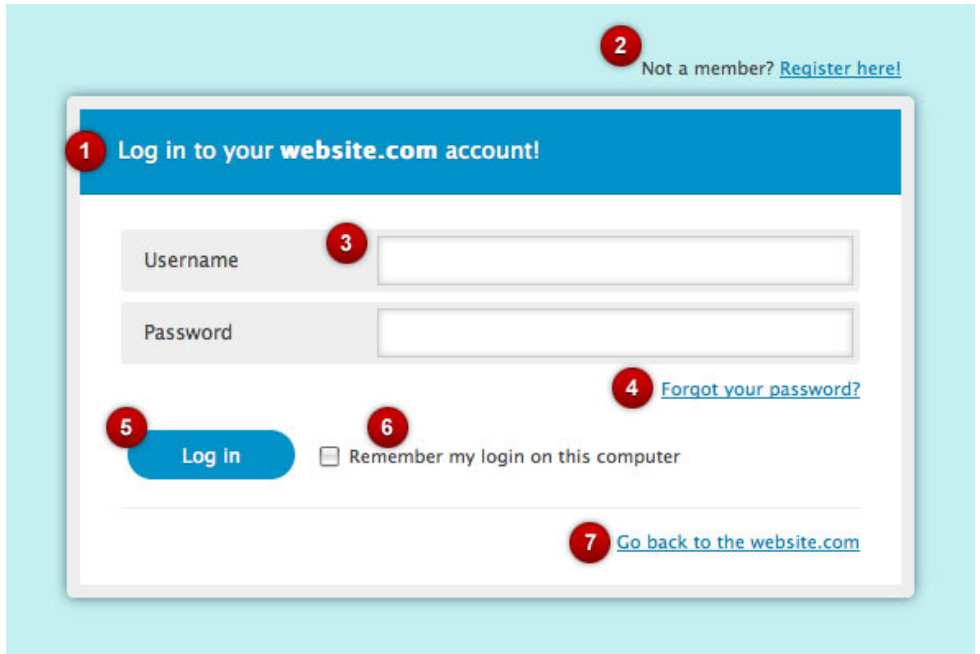 2
Not a member? Register here!
1
Log in to your website.com account!
3
Username
Password
4
Forgot your password?
5
6
Log in
Remember my login on this computer
7
Go back to the website.com